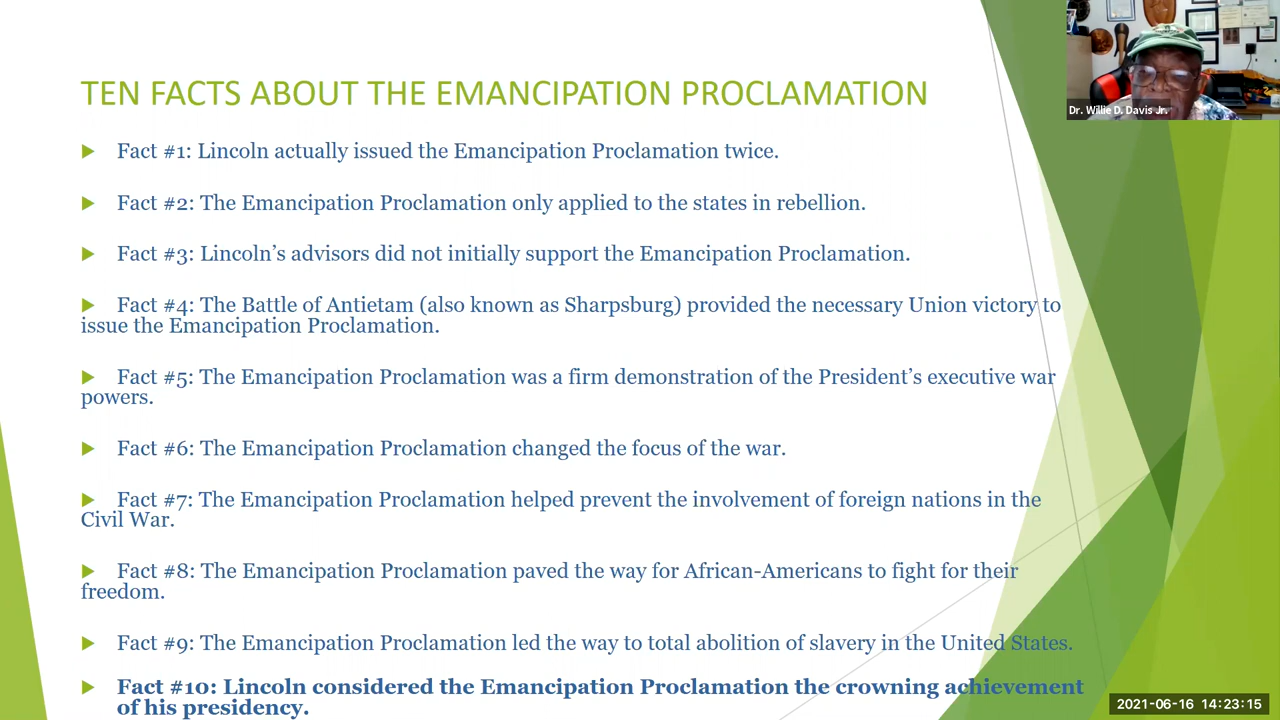 TEN FACTS ABOUT THE EMANCIPATION PROCLAMATION
Dr. Willie D. Davis Jr.
Fact #1: Lincoln actually issued the Emancipation Proclamation twice.
Fact #2: The Emancipation Proclamation only applied to the states in rebellion.
Fact #3: Lincoln’s advisors did not initially support the Emancipation Proclamation.
Fact #4: The Battle of Antietam (also known as Sharpsburg) provided the necessary Union victory to
issue the Emancipation Proclamation.
Fact #5: The Emancipation Proclamation was a firm demonstration of the President’s executive war
powers.
Fact #6: The Emancipation Proclamation changed the focus of the war.
Fact #7: The Emancipation Proclamation helped prevent the involvement of foreign nations in the
Civil War.
Fact #8: The Emancipation Proclamation paved the way for African-Americans to fight for their
freedom.
Fact #9: The Emancipation Proclamation led the way to total abolition of slavery in the United States.
Fact #10: Lincoln considered the Emancipation Proclamation the crowning achievement
of his presidency.
2021-06-16 14:23:15